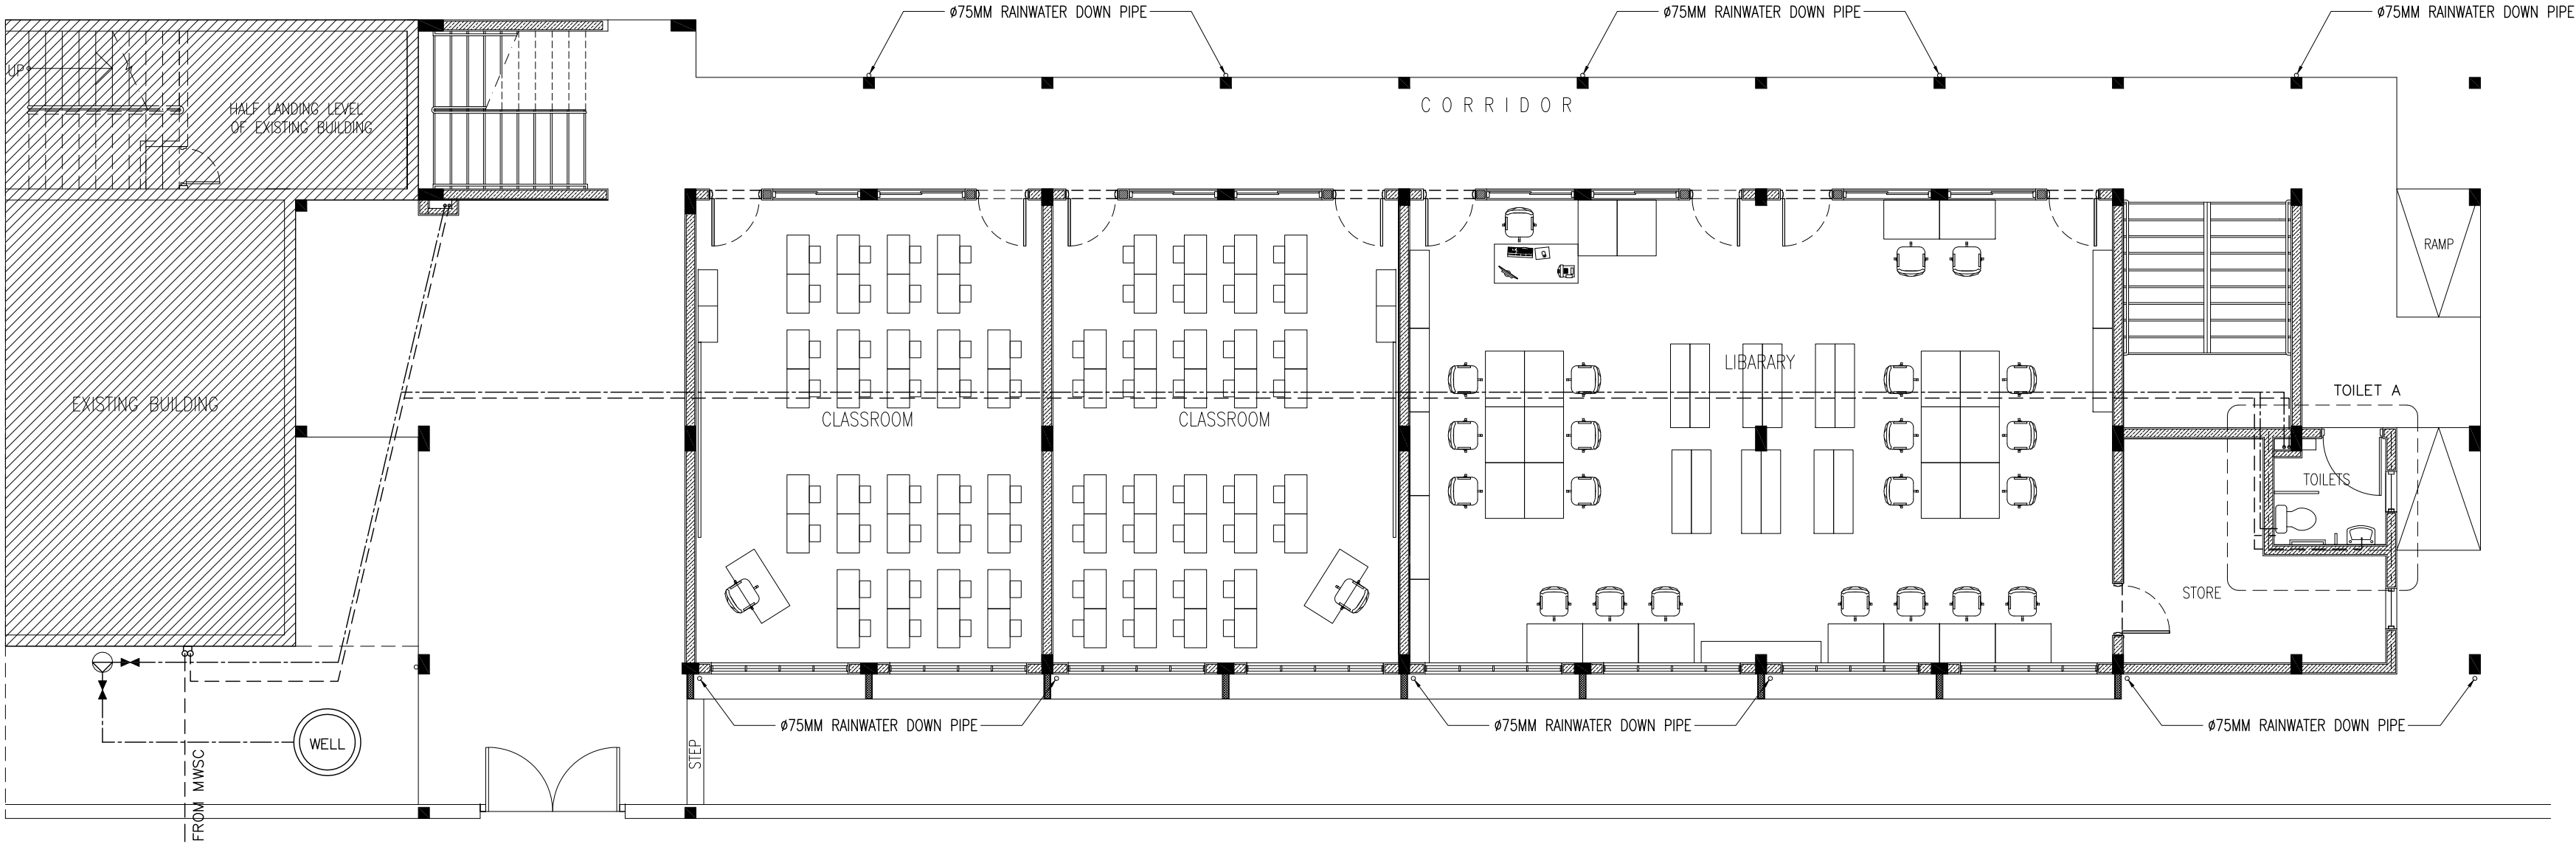 ø75MM RAINWATER DOWN PIPE
ø75MM RAINWATER DOWN PIPE
ø75MM RAINWATER DOWN PIPE
UP
HALF LANDING LEVEL
OF EXISTING BUILDING
CORRIDOR
RAMP
LIBARARY
EXISTING BUILDING
CLASSROOM
CLASSROOM
TOILET A
TOILETS
STORE
ø75MM RAINWATER DOWN PIPE
ø75MM RAINWATER DOWN PIPE
ø75MM RAINWATER DOWN PIPE
WELL
STEP
FROM MWSC